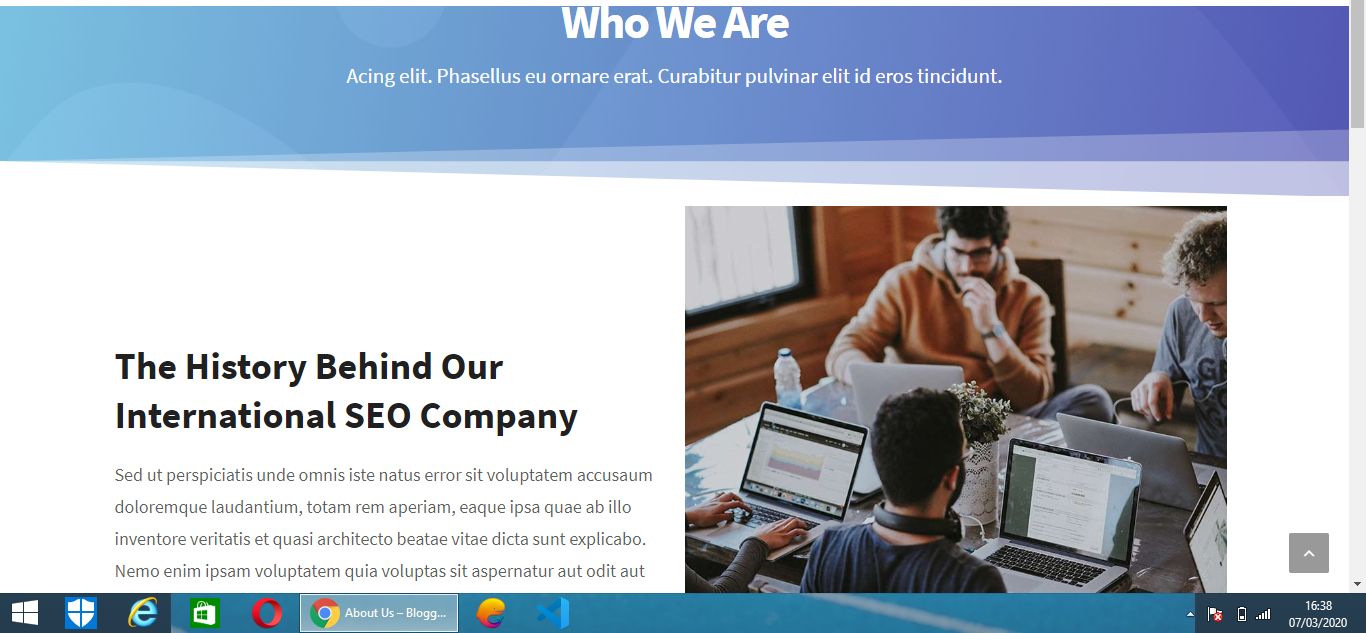 Who We Are
Acing elit. Phasellus eu ornare erat. Curabitur pulvinar elit id eros tincidunt.
The History Behind Our
International SEO Company
Sed ut perspiciatis unde omnis iste natus error sit voluptatem accusaum
doloremque laudantium, totam rem aperiam, eaque ipsa quae ab illo
inventore veritatis et quasi architecto beatae vitae dicta sunt explicabo.
Nemo enim ipsam voluptatem quia voluptas sit aspernatur aut odit aut
About Us – Blogg...
16:38
07/03/2020